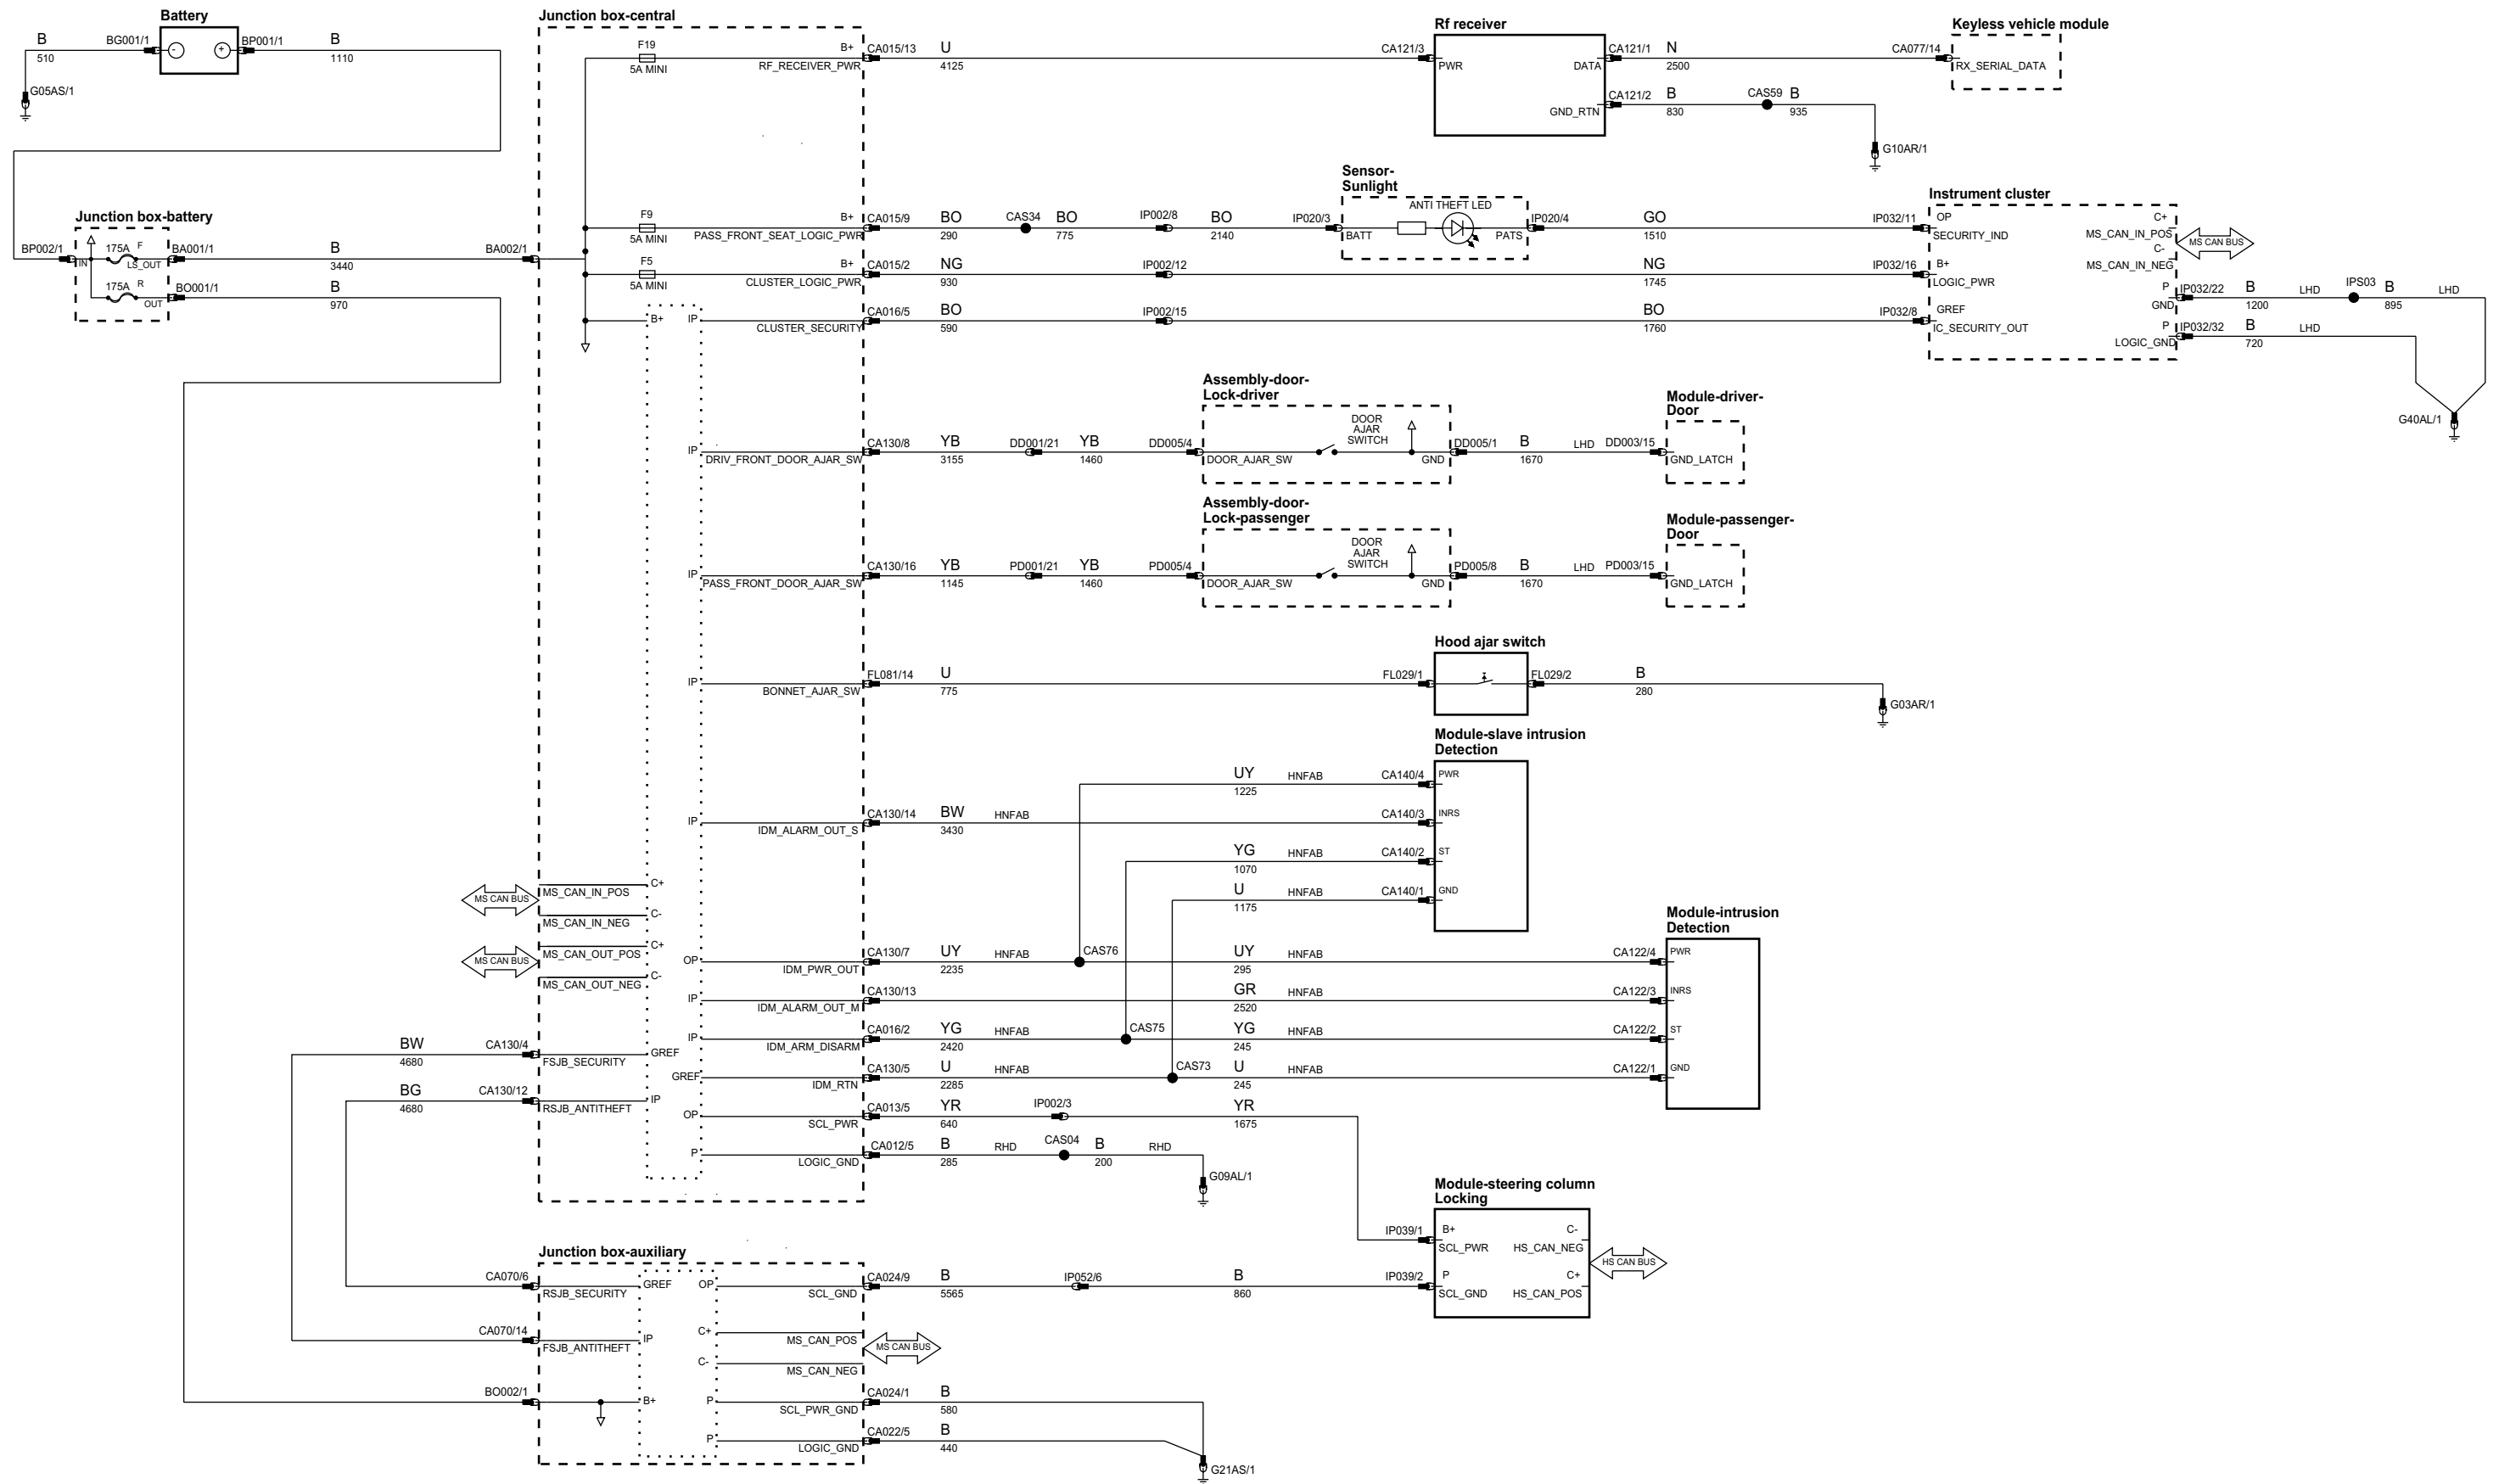 Battery
B
510
BG001/1
-
+
BP001/1
B
1110
G05AS/1
Junction box-battery
BP002/1
IN
175A
F
LS_OUT
BA001/1
B
3440
BA002/1
175A
R
OUT
BO001/1
B
970
Junction box-central
F19
5A MINI
B+
RF_RECEIVER_PWR
CA015/13
U
4125
CA121/3
Rf receiver
PWR
DATA
GND_RTN
CA121/1
N
2500
CA077/14
Keyless vehicle module
RX_SERIAL_DATA
CA121/2
B
830
CAS59
B
935
G10AR/1
F9
5A MINI
B+
PASS_FRONT_SEAT_LOGIC_PWR
CA015/9
BO
290
CAS34
BO
775
IP002/8
BO
2140
IP020/3
Sensor-
Sunlight
ANTI THEFT LED
BATT
PATS
IP020/4
GO
1510
IP032/11
Instrument cluster
OP
SECURITY_IND
C+
MS_CAN_IN_POS
C-
MS_CAN_IN_NEG
MS CAN BUS
F5
5A MINI
B+
CLUSTER_LOGIC_PWR
CA015/2
NG
930
IP002/12
NG
1745
IP032/16
B+
LOGIC_PWR
P
GND
IP032/22
B
1200
LHD
IPS03
B
895
LHD
B+
IP
CLUSTER_SECURITY
CA016/5
BO
590
IP002/15
BO
1760
IP032/8
GREF
IC_SECURITY_OUT
P
LOGIC_GND
IP032/32
B
720
LHD
G40AL/1
IP
DRIV_FRONT_DOOR_AJAR_SW
CA130/8
YB
3155
DD001/21
YB
1460
DD005/4
Assembly-door-
Lock-driver
DOOR
AJAR
SWITCH
DOOR_AJAR_SW
GND
DD005/1
B
1670
LHD
DD003/15
Module-driver-
Door
GND_LATCH
IP
PASS_FRONT_DOOR_AJAR_SW
CA130/16
YB
1145
PD001/21
YB
1460
PD005/4
Assembly-door-
Lock-passenger
DOOR
AJAR
SWITCH
DOOR_AJAR_SW
GND
PD005/8
B
1670
LHD
PD003/15
Module-passenger-
Door
GND_LATCH
IP
BONNET_AJAR_SW
FL081/14
U
775
FL029/1
Hood ajar switch
FL029/2
B
280
G03AR/1
Module-slave intrusion
Detection
UY
1225
HNFAB
CA140/4
PWR
IP
IDM_ALARM_OUT_S
CA130/14
BW
3430
HNFAB
CA140/3
INRS
YG
1070
HNFAB
CA140/2
ST
U
1175
HNFAB
CA140/1
GND
MS CAN BUS
MS_CAN_IN_POS
C+
MS_CAN_IN_NEG
C-
MS CAN BUS
MS_CAN_OUT_POS
C+
MS_CAN_OUT_NEG
C-
OP
IDM_PWR_OUT
CA130/7
UY
2235
HNFAB
CAS76
UY
295
HNFAB
CA122/4
Module-intrusion
Detection
PWR
IP
IDM_ALARM_OUT_M
CA130/13
GR
2520
HNFAB
CA122/3
INRS
IP
IDM_ARM_DISARM
CA016/2
YG
2420
HNFAB
CAS75
YG
245
HNFAB
CA122/2
ST
BW
4680
CA130/4
FSJB_SECURITY
GREF
GREF
IDM_RTN
CA130/5
U
2285
HNFAB
CAS73
U
245
HNFAB
CA122/1
GND
BG
4680
CA130/12
RSJB_ANTITHEFT
IP
OP
SCL_PWR
CA013/5
YR
640
IP002/3
YR
1675
P
LOGIC_GND
CA012/5
B
285
RHD
CAS04
B
200
RHD
G09AL/1
Module-steering column
Locking
IP039/1
B+
SCL_PWR
C-
HS_CAN_NEG
HS CAN BUS
P
SCL_GND
C+
HS_CAN_POS
Junction box-auxiliary
CA070/6
RSJB_SECURITY
GREF
OP
SCL_GND
CA024/9
B
5565
IP052/6
B
860
IP039/2
CA070/14
FSJB_ANTITHEFT
IP
C+
MS_CAN_POS
C-
MS_CAN_NEG
MS CAN BUS
BO002/1
B+
P
SCL_PWR_GND
CA024/1
B
580
P
LOGIC_GND
CA022/5
B
440
G21AS/1